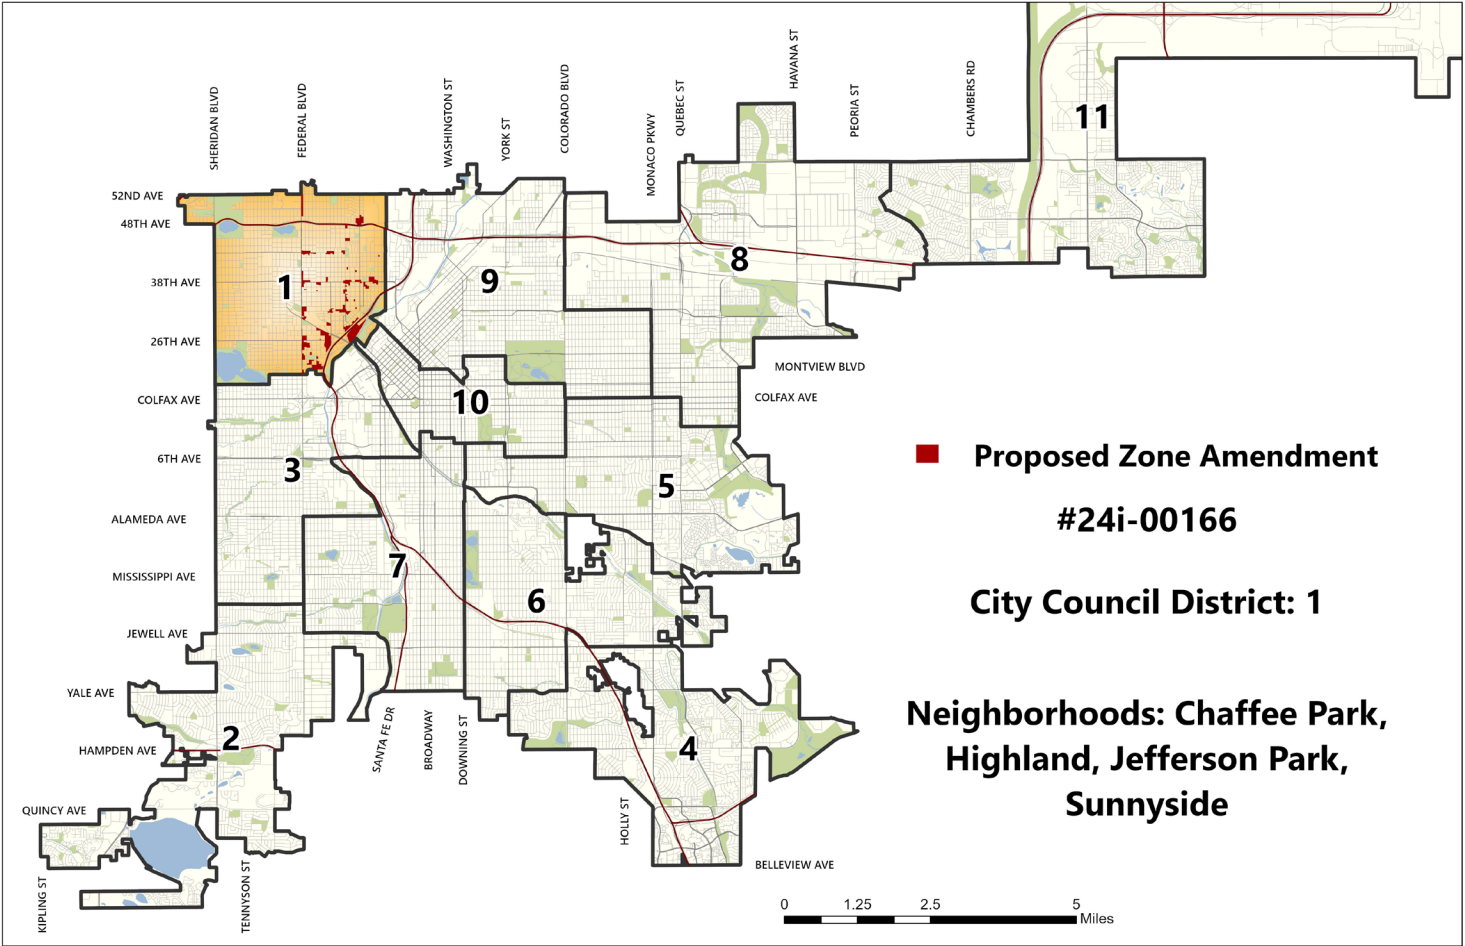 SHERIDAN BLVD
FEDERAL BLVD
WASHINGTON ST
YORK ST
COLORADO BLVD
MONACO PKWY
QUEBEC ST
HAVANA ST
PEORIA ST
CHAMBERS RD
11
52ND AVE
48TH AVE
38TH AVE
26TH AVE
COLFAX AVE
6TH AVE
ALAMEDA AVE
MISSISSIPPI AVE
JEWELL AVE
YALE AVE
HAMPDEN AVE
QUINCY AVE
1
9
8
10
3
5
7
6
2
4
MONTVIEW BLVD
COLFAX AVE
KIPLING ST
TENNYSON ST
SANTA FE DR
BROADWAY
DOWNING ST
HOLLY ST
BELLEVIEW AVE
Proposed Zone Amendment
#24i-00166
City Council District: 1
Neighborhoods: Chaffee Park,
Highland, Jefferson Park,
Sunnyside
0 1.25 2.5 5
Miles